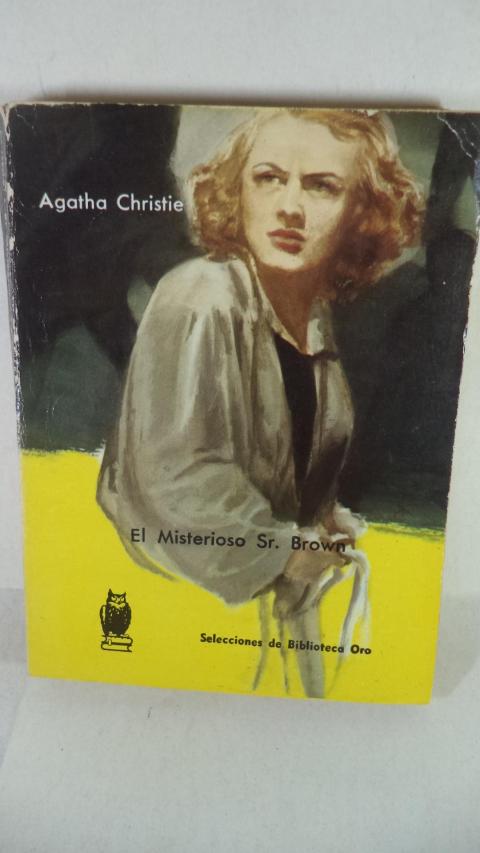 Agatha Christie
El Misterioso Sr. Brown
Selecciones de Biblioteca Oro